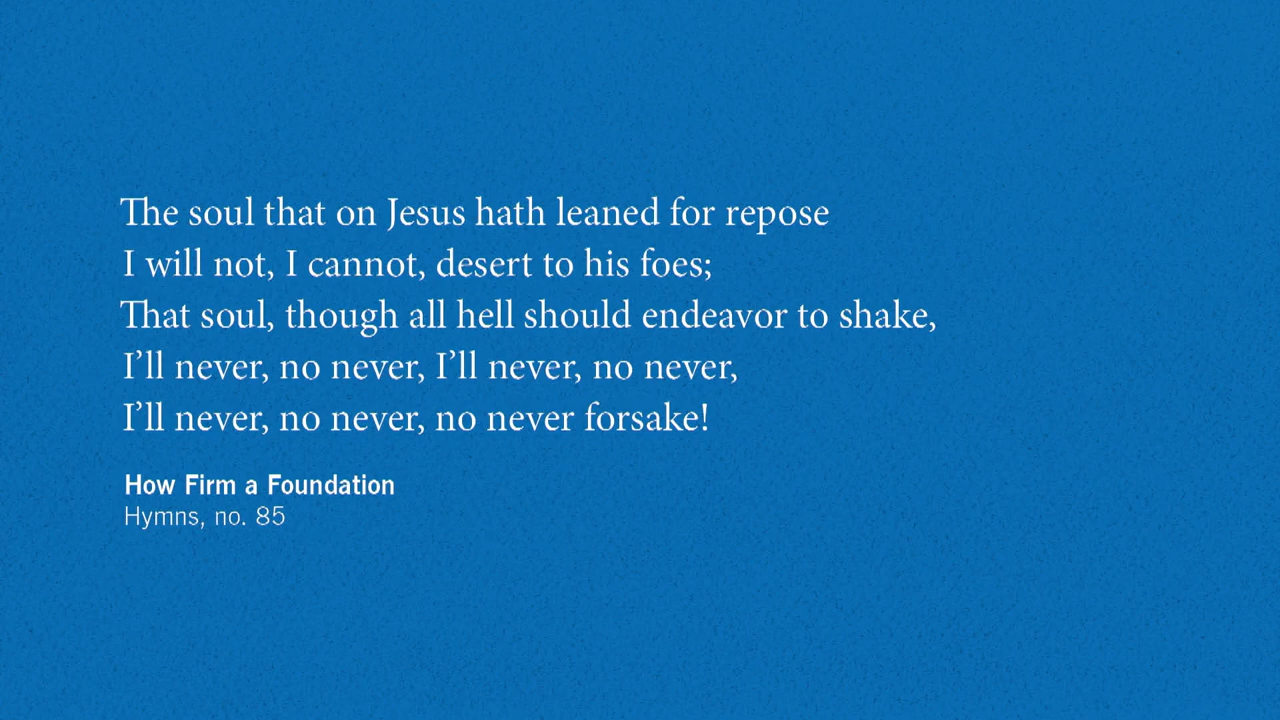 The soul that on Jesus hath leaned for repose
I will not, I cannot, desert to his foes;
That soul, though all hell should endeavor to shake,
I’ll never, no never, I’ll never, no never,
I’ll never, no never, no never forsake!
How Firm a Foundation
Hymns, no. 85